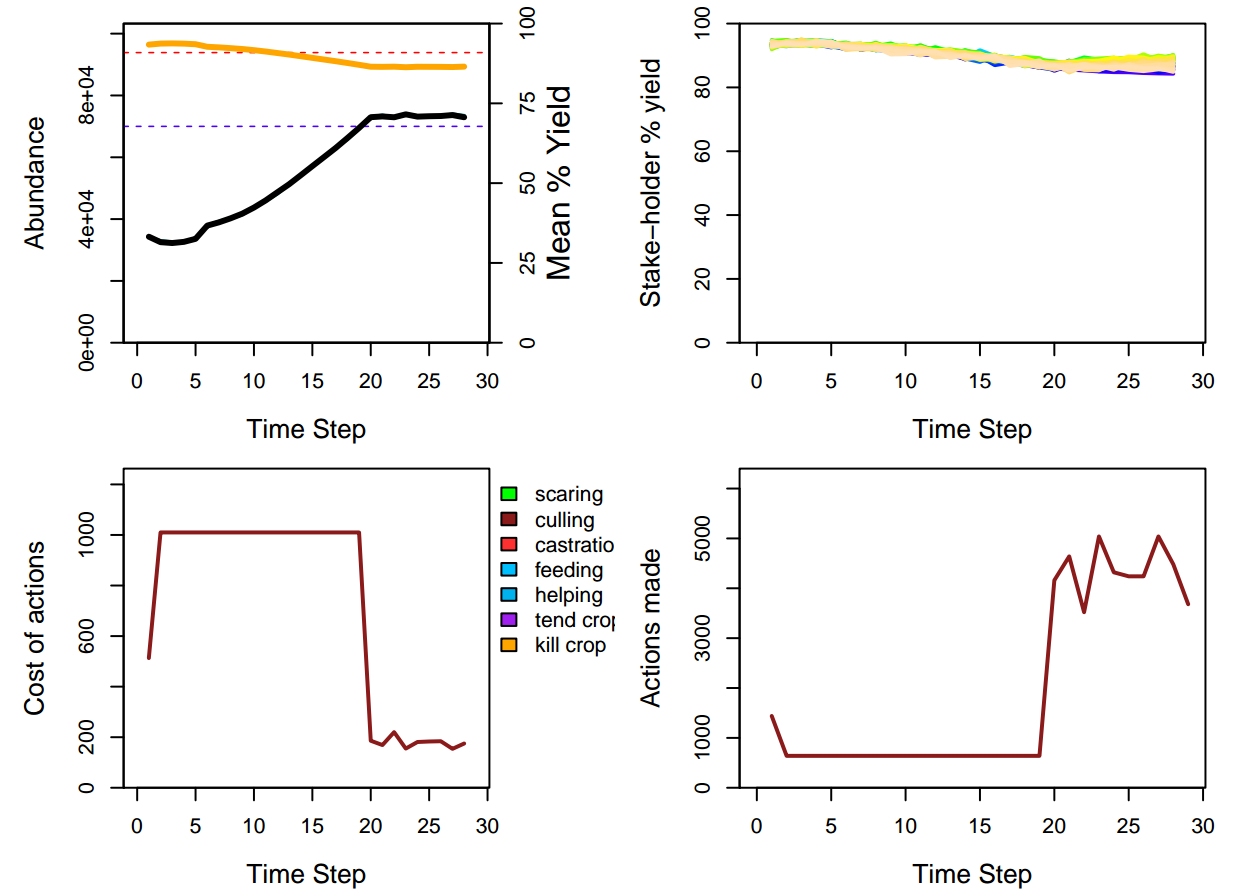 Abundance
0e+00 4e+04 8e+04
0 25 50 75 100
Mean % Yield
0 5 10 15 20 25 30
Time Step
Stake−holder % yield
0 20 40 60 80 100
0 5 10 15 20 25 30
Time Step
Cost of actions
0 200 600 1000
0 5 10 15 20 25 30
Time Step
scaring
culling
castratio
feeding
helping
tend crop
kill crop
Actions made
0 1000 3000 5000
0 5 10 15 20 25 30
Time Step